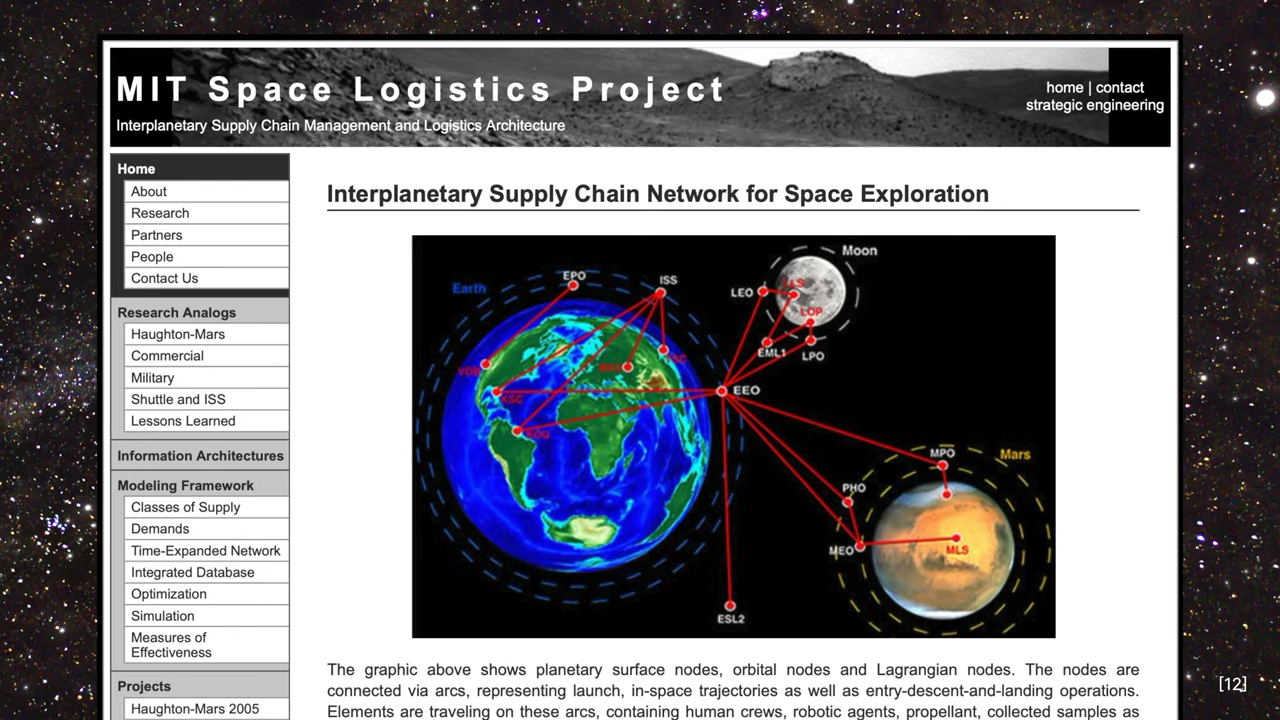 MIT Space Logistics Project
Interplanetary Supply Chain Management and Logistics Architecture
home | contact
strategic engineering
Home
About
Research
Partners
People
Contact Us
Research Analogs
Haughton-Mars
Commercial
Military
Shuttle and ISS
Lessons Learned
Information Architectures
Modeling Framework
Classes of Supply
Demands
Time-Expanded Network
Integrated Database
Optimization
Simulation
Measures of
Effectiveness
Projects
Haughton-Mars 2005
Interplanetary Supply Chain Network for Space Exploration
Earth
EPO
ISS
KSC
EEO
Moon
LEO
LLS
LOP
EML1
LPO
Mars
MPO
PHO
MEO
MLS
ESL2
The graphic above shows planetary surface nodes, orbital nodes and Lagrangian nodes. The nodes are
connected via arcs, representing launch, in-space trajectories as well as entry-descent-and-landing operations.
Elements are traveling on these arcs, containing human crews, robotic agents, propellant, collected samples as
[12]